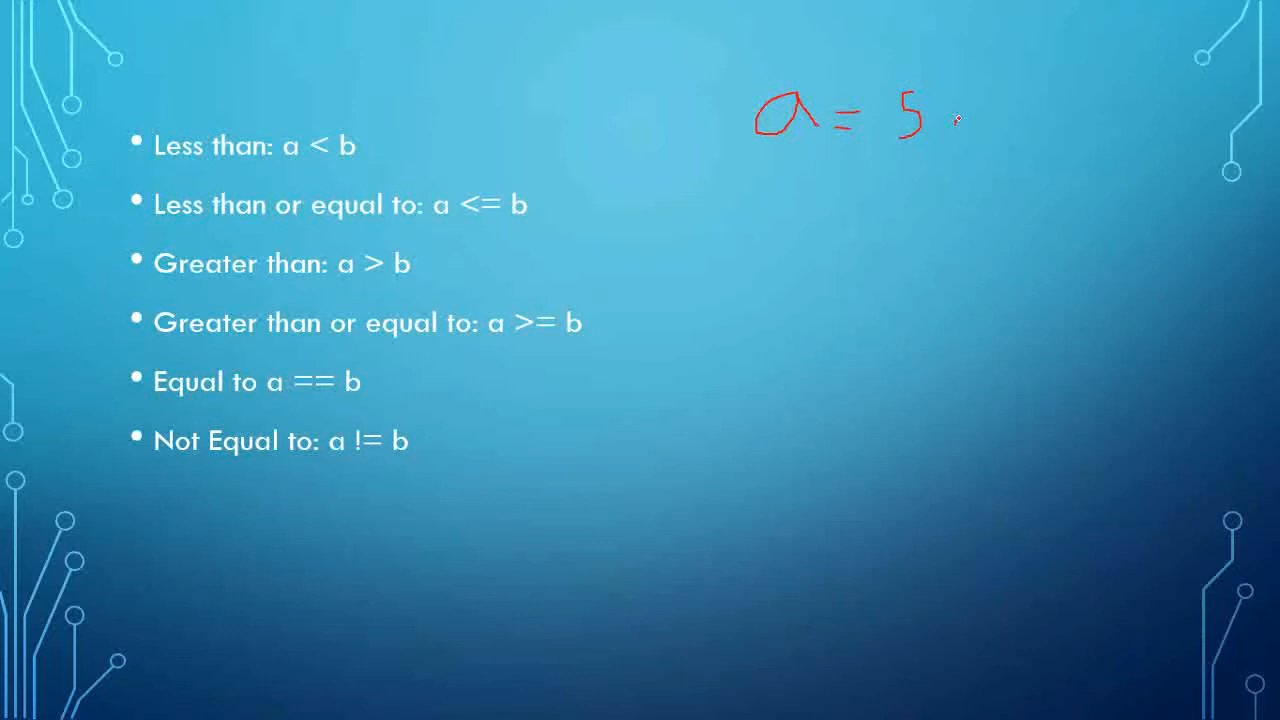 a = 5
• Less than: a < b
• Less than or equal to: a <= b
• Greater than: a > b
• Greater than or equal to: a >= b
• Equal to a == b
• Not Equal to: a != b